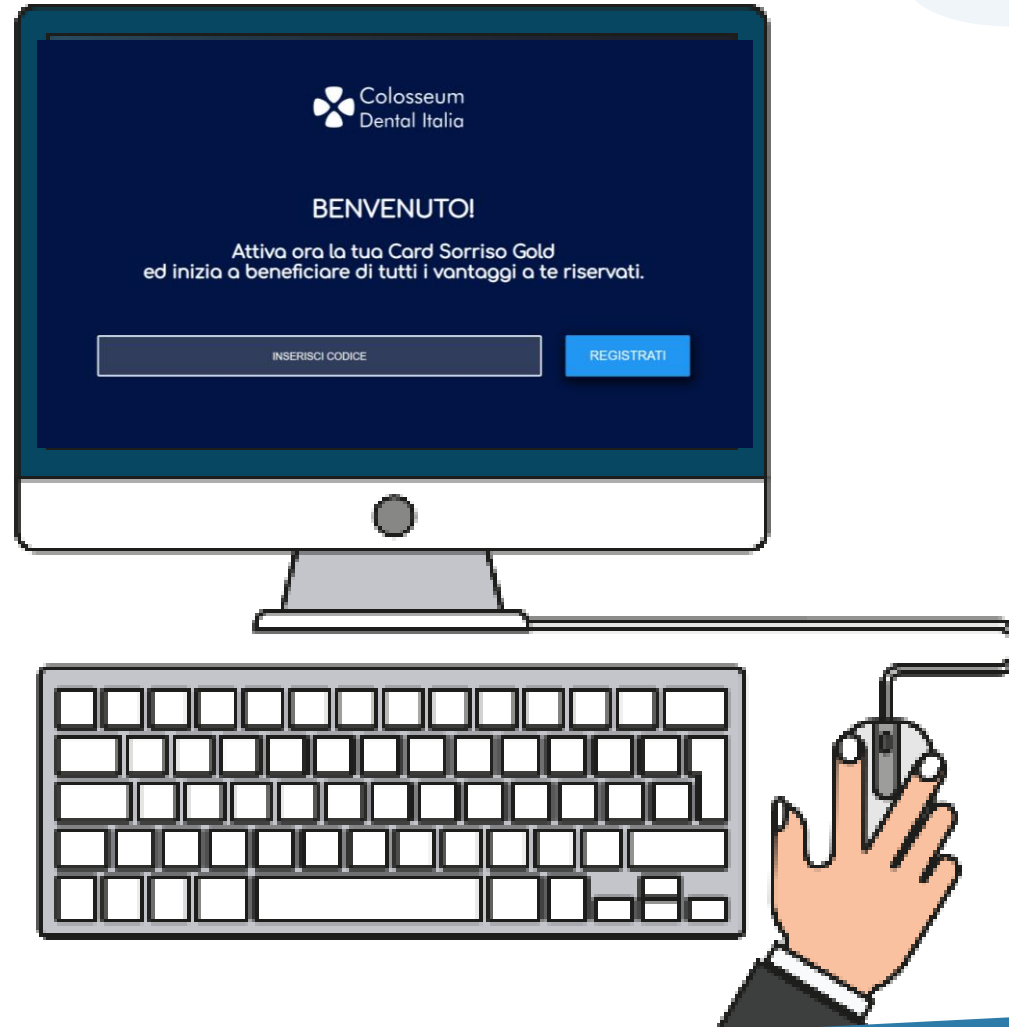 Colosseum
Dental Italia
BENVENUTO!
Attiva ora la tua Card Sorriso Gold
ed inizia a beneficiare di tutti i vantaggi a te riservati.
INSERISCI CODICE
REGISTRATI